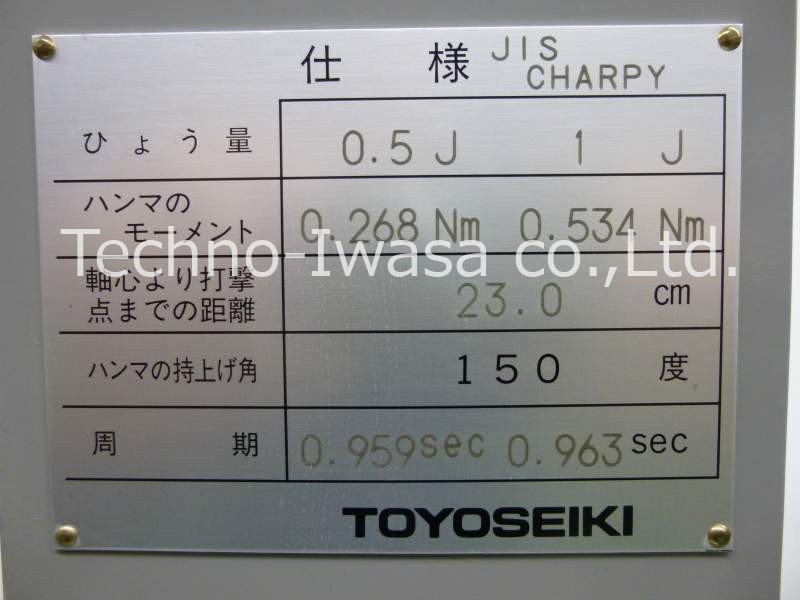 仕 様 JIS
CHARPY
ひょう量 0.5 J 1 J
ハンマの
モーメント 0.268 Nm 0.534 Nm
Techno-Iwasa co.,Ltd.
軸心より打撃
点までの距離 23.0 cm
ハンマの持上げ角 150 度
周 期 0.959sec 0.963sec
TOYOSEIKI